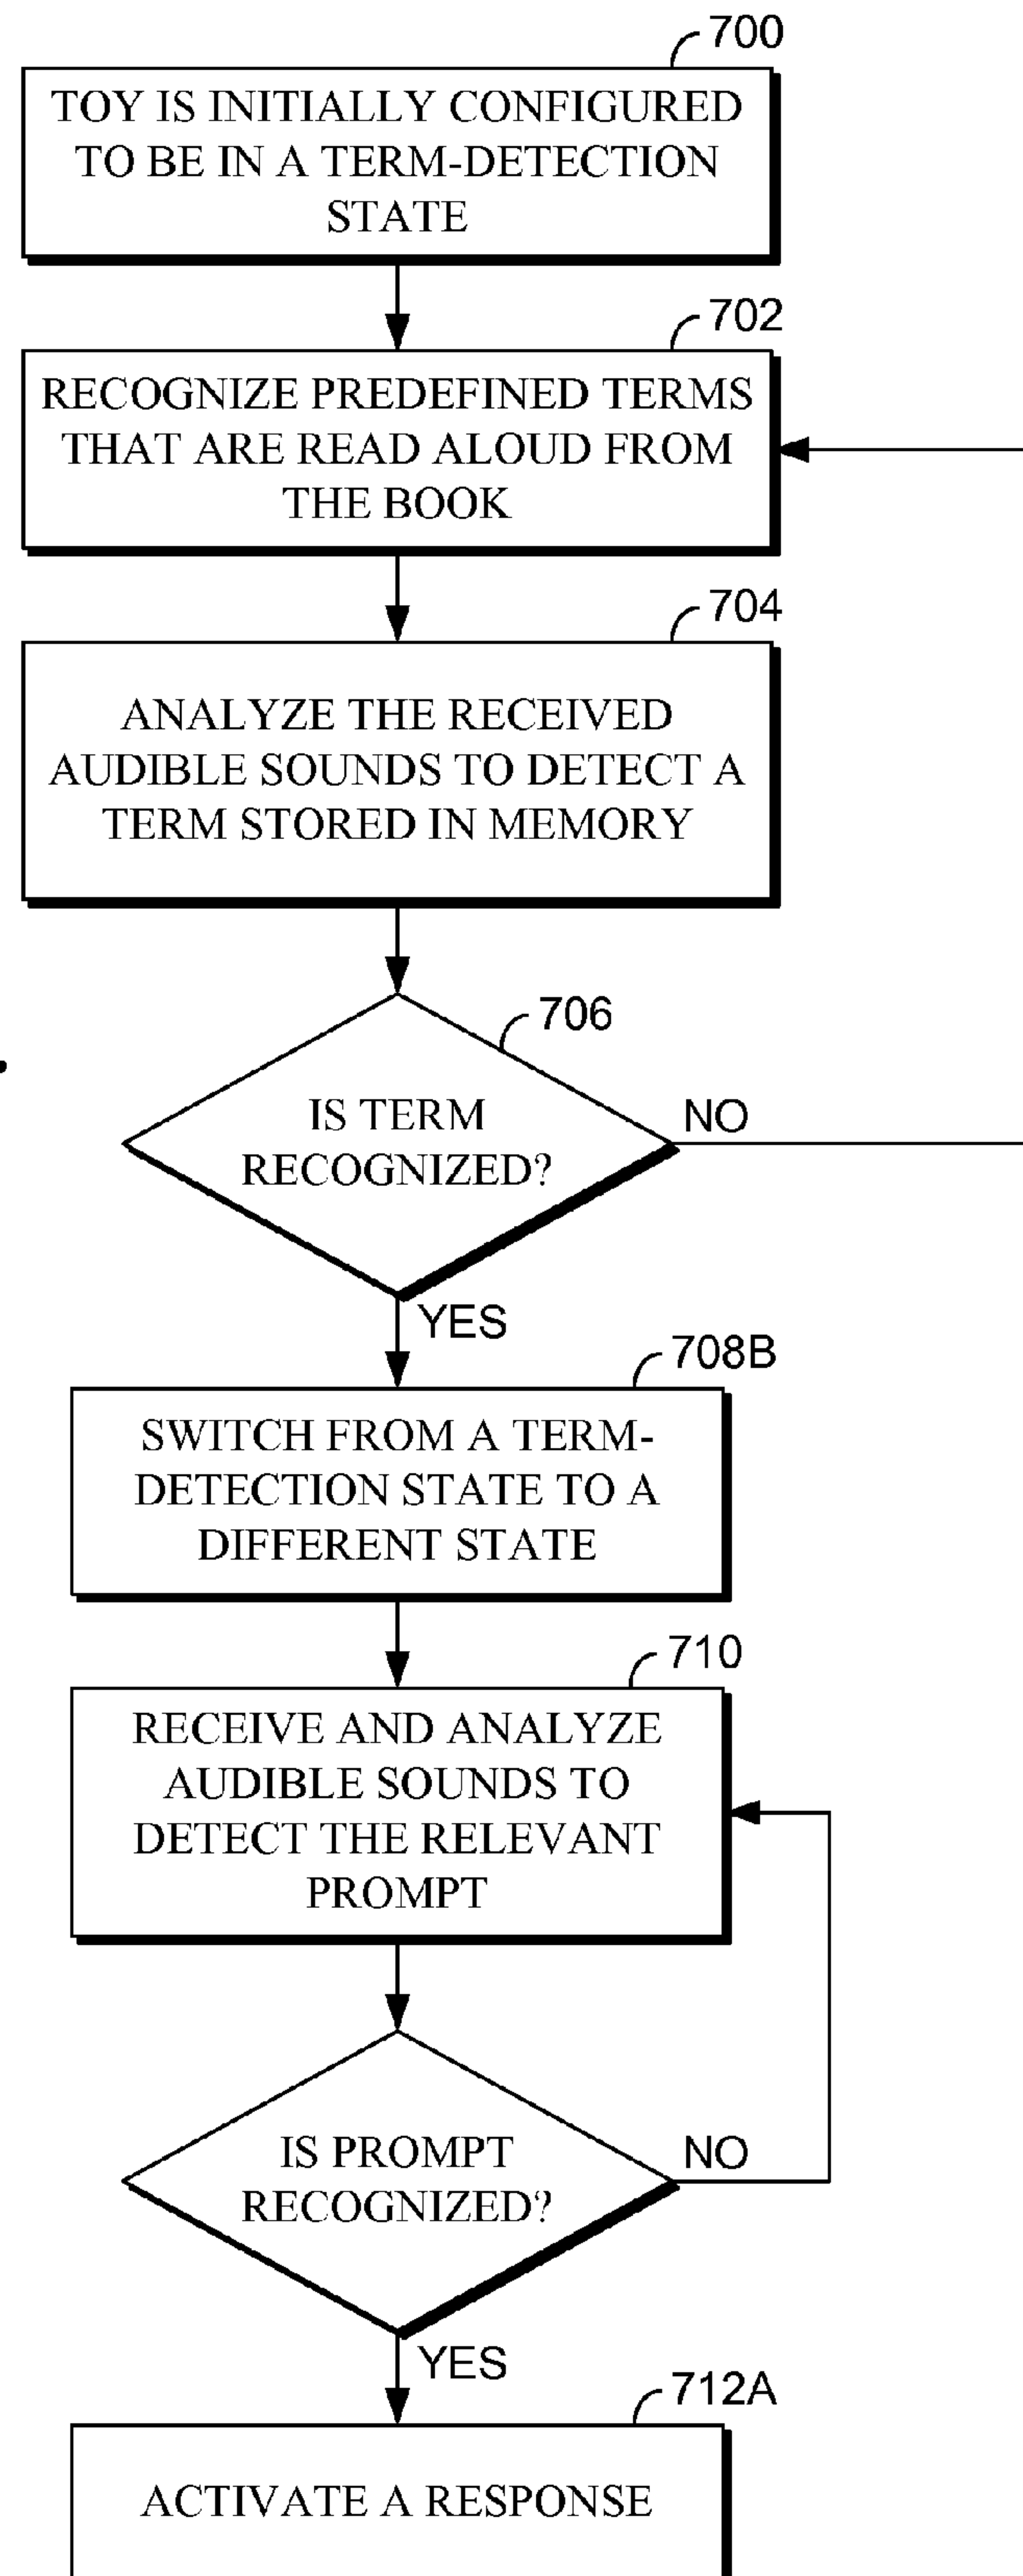 700
TOY IS INITIALLY CONFIGURED
TO BE IN A TERM-DETECTION
STATE
702
RECOGNIZE PREDEFINED TERMS
THAT ARE READ ALOUD FROM
THE BOOK
704
ANALYZE THE RECEIVED
AUDIBLE SOUNDS TO DETECT A
TERM STORED IN MEMORY
706
IS TERM
RECOGNIZED?
NO
YES
708B
SWITCH FROM A TERM-
DETECTION STATE TO A
DIFFERENT STATE
710
RECEIVE AND ANALYZE
AUDIBLE SOUNDS TO
DETECT THE RELEVANT
PROMPT
IS PROMPT
RECOGNIZED?
NO
YES
712A
ACTIVATE A RESPONSE